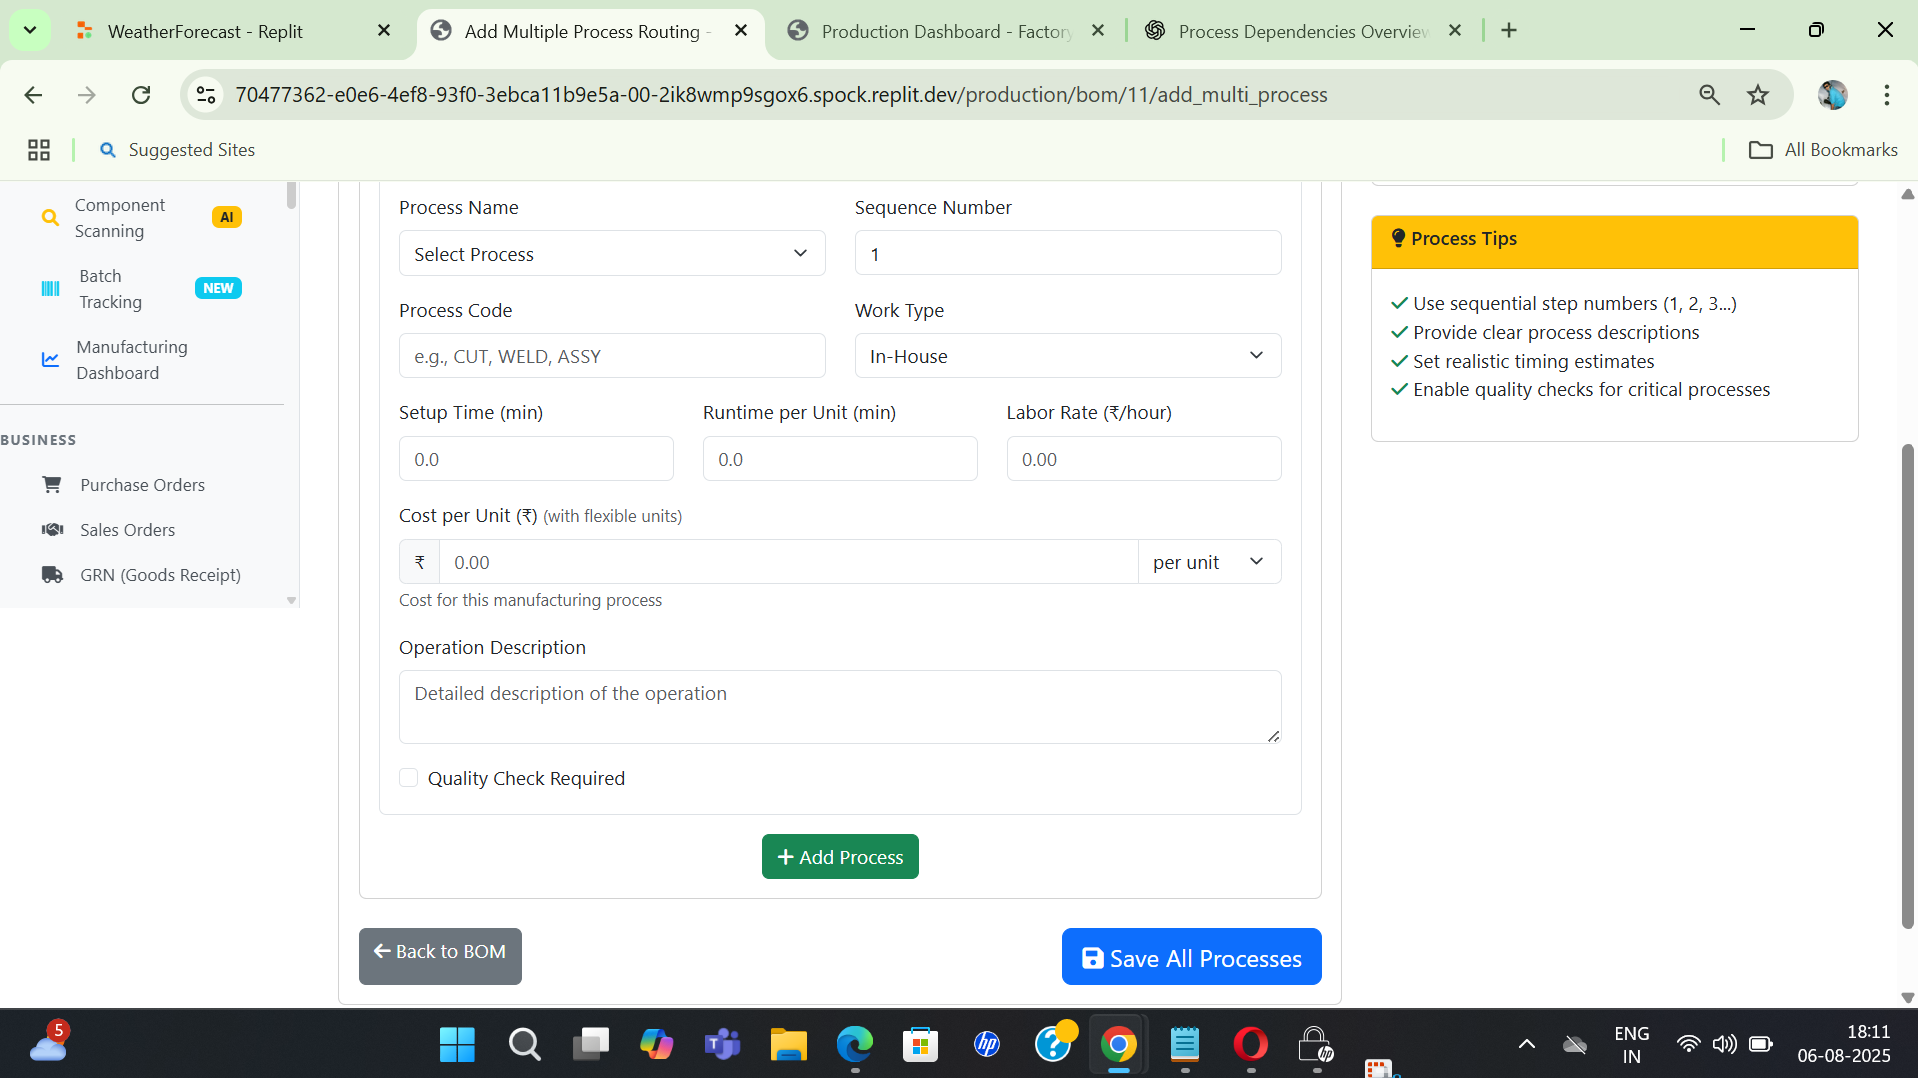 WeatherForecast - Replit
Add Multiple Process Routing -
Production Dashboard - Factory
Process Dependencies Overview
70477362-e0e6-4ef8-93f0-3ebca11b9e5a-00-2ik8wmp9sgox6.spock.replit.dev/production/bom/11/add_multi_process
Suggested Sites
All Bookmarks
Component Scanning
AI
Batch Tracking
NEW
Manufacturing Dashboard
BUSINESS
Purchase Orders
Sales Orders
GRN (Goods Receipt)
Process Name
Sequence Number
Select Process
1
Process Code
Work Type
e.g., CUT, WELD, ASSY
In-House
Setup Time (min)
Runtime per Unit (min)
Labor Rate (₹/hour)
0.0
0.0
0.00
Cost per Unit (₹) (with flexible units)
₹
0.00
per unit
Cost for this manufacturing process
Operation Description
Detailed description of the operation
Quality Check Required
+ Add Process
Back to BOM
Save All Processes
Process Tips
Use sequential step numbers (1, 2, 3...)
Provide clear process descriptions
Set realistic timing estimates
Enable quality checks for critical processes
5
hp
ENG
IN
18:11
06-08-2025